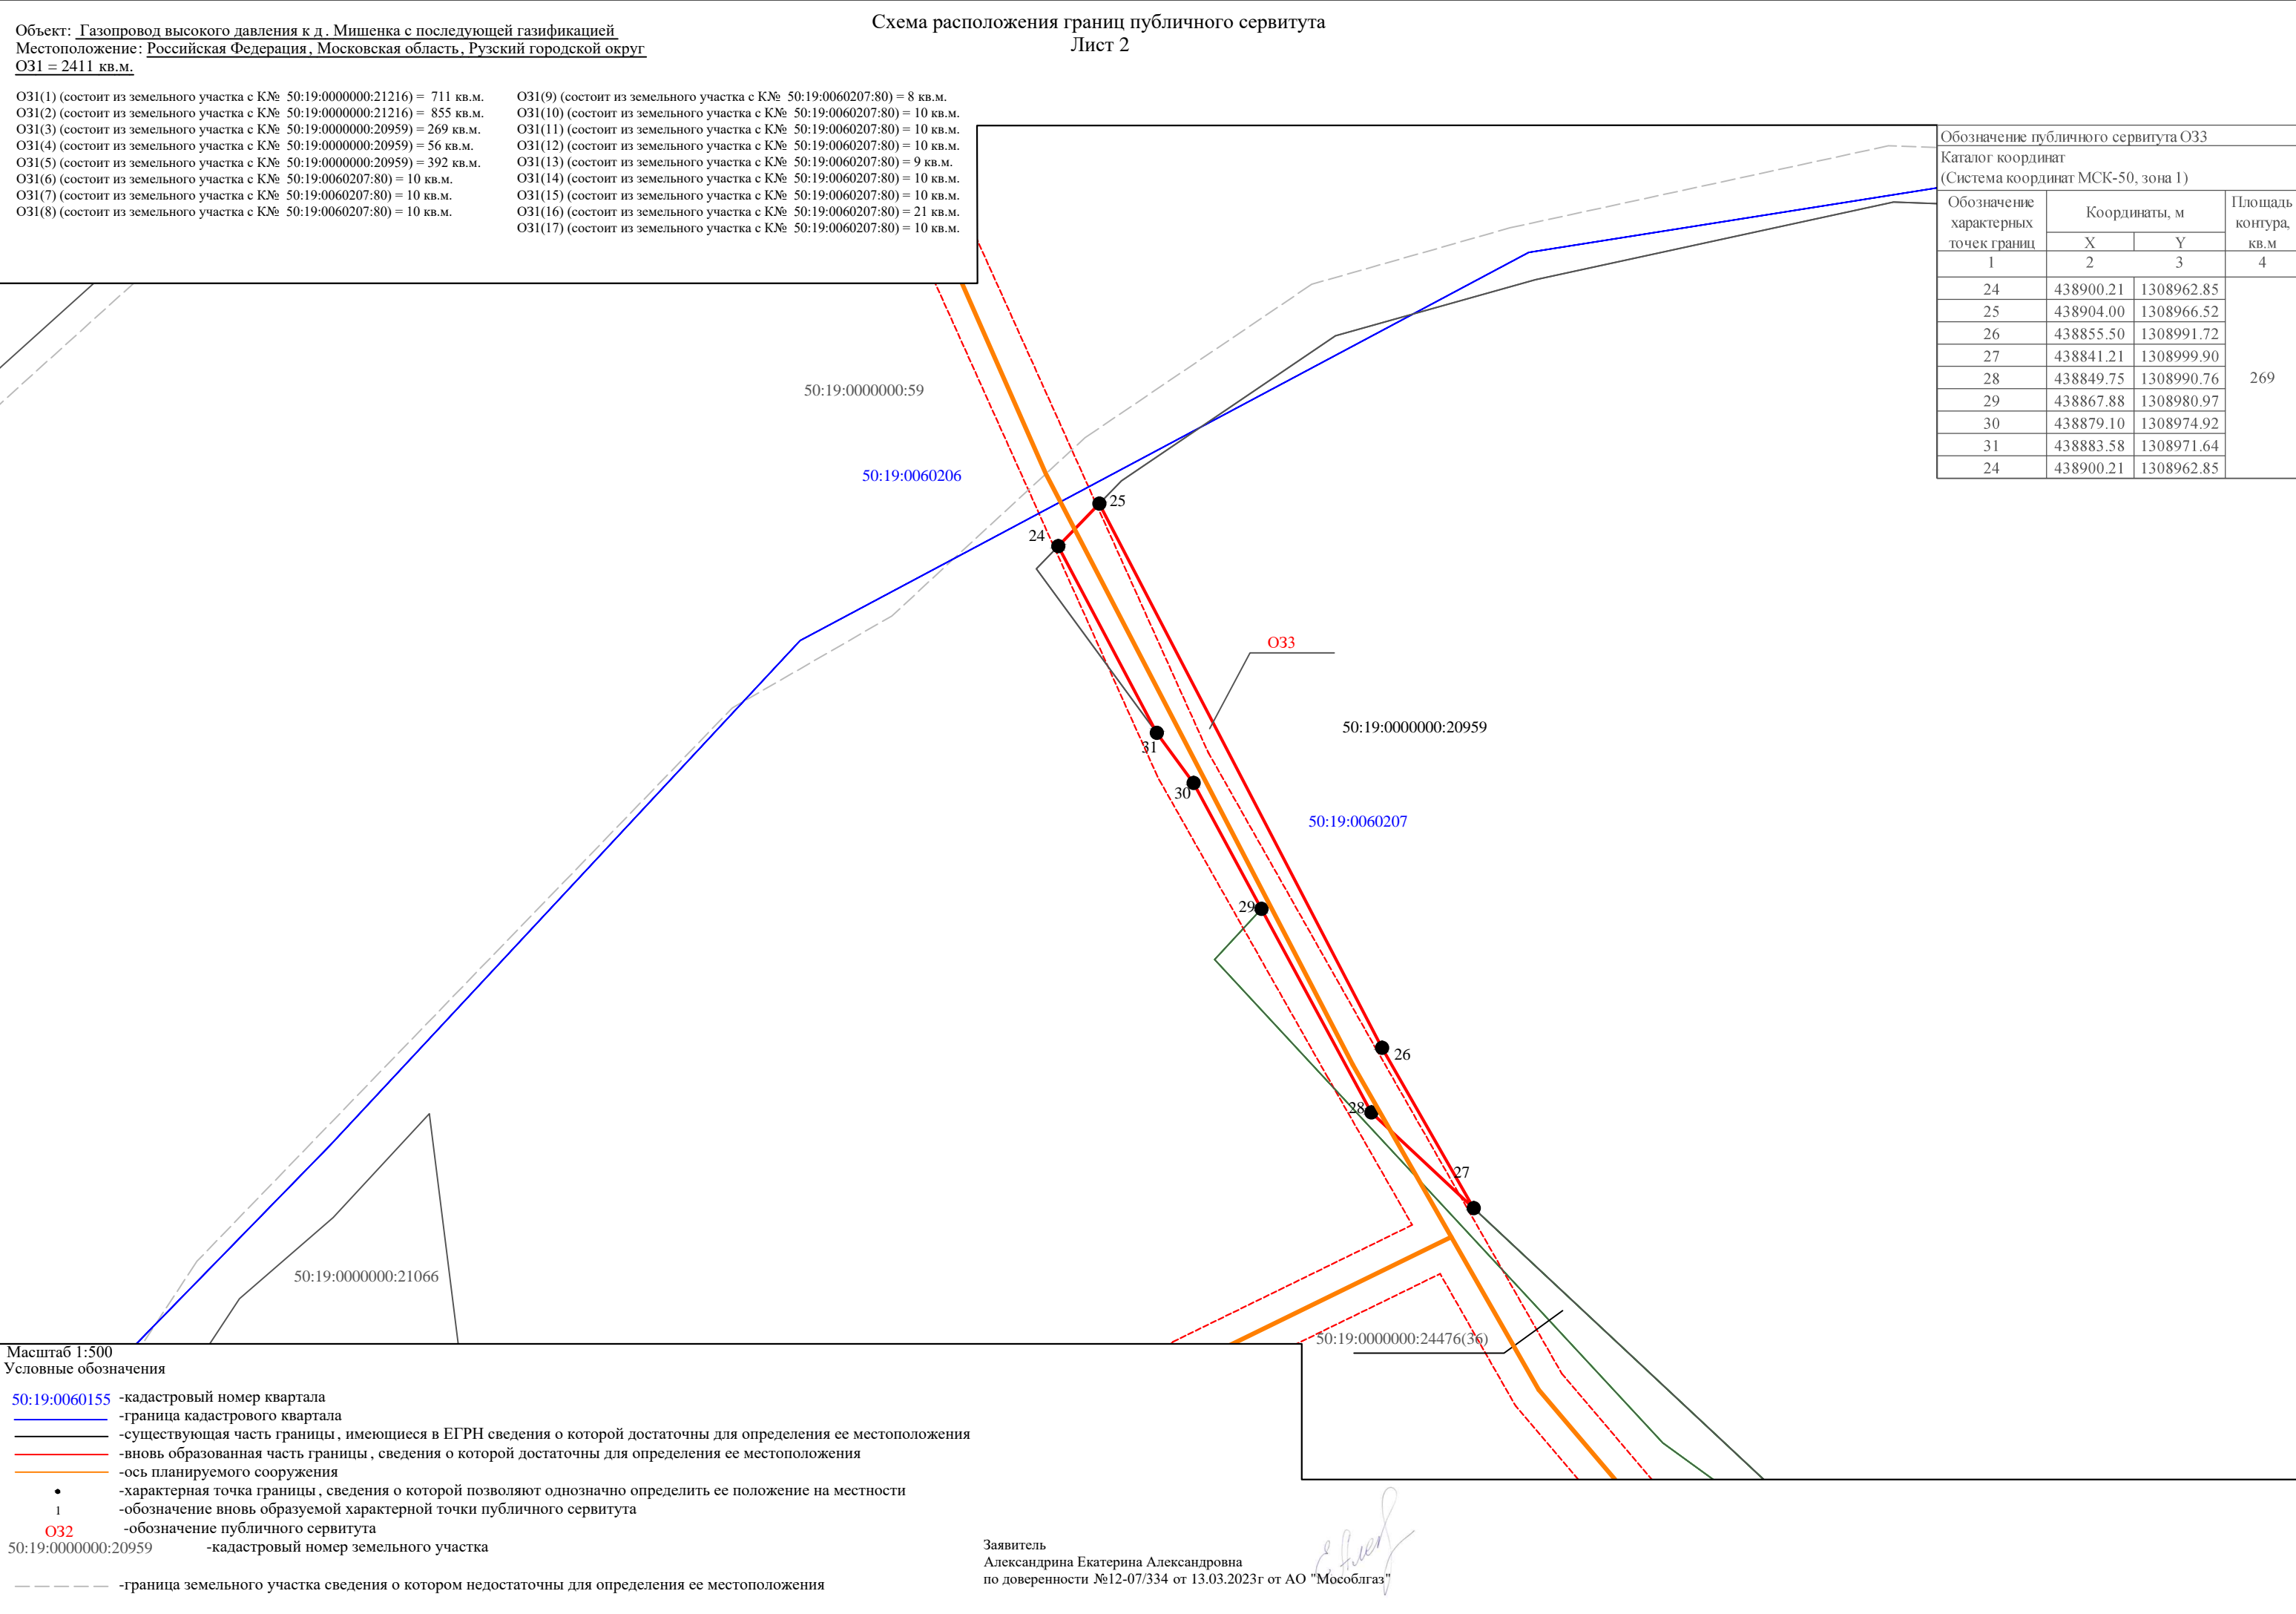 Схема расположения границ публичного сервитута
Лист 2
Объект: Газопровод высокого давления к д. Мишенка с последующей газификацией
Местоположение: Российская Федерация, Московская область, Рузский городской округ
ОЗ1 = 2411 кв.м.
ОЗ1(1) (состоит из земельного участка с К№ 50:19:0000000:21216) = 711 кв.м.
ОЗ1(2) (состоит из земельного участка с К№ 50:19:0000000:21216) = 855 кв.м.
ОЗ1(3) (состоит из земельного участка с К№ 50:19:0000000:20959) = 269 кв.м.
ОЗ1(4) (состоит из земельного участка с К№ 50:19:0000000:20959) = 56 кв.м.
ОЗ1(5) (состоит из земельного участка с К№ 50:19:0000000:20959) = 392 кв.м.
ОЗ1(6) (состоит из земельного участка с К№ 50:19:0060207:80) = 10 кв.м.
ОЗ1(7) (состоит из земельного участка с К№ 50:19:0060207:80) = 10 кв.м.
ОЗ1(8) (состоит из земельного участка с К№ 50:19:0060207:80) = 10 кв.м.
ОЗ1(9) (состоит из земельного участка с К№ 50:19:0060207:80) = 8 кв.м.
ОЗ1(10) (состоит из земельного участка с К№ 50:19:0060207:80) = 10 кв.м.
ОЗ1(11) (состоит из земельного участка с К№ 50:19:0060207:80) = 10 кв.м.
ОЗ1(12) (состоит из земельного участка с К№ 50:19:0060207:80) = 10 кв.м.
ОЗ1(13) (состоит из земельного участка с К№ 50:19:0060207:80) = 9 кв.м.
ОЗ1(14) (состоит из земельного участка с К№ 50:19:0060207:80) = 10 кв.м.
ОЗ1(15) (состоит из земельного участка с К№ 50:19:0060207:80) = 10 кв.м.
ОЗ1(16) (состоит из земельного участка с К№ 50:19:0060207:80) = 21 кв.м.
ОЗ1(17) (состоит из земельного участка с К№ 50:19:0060207:80) = 10 кв.м.
Обозначение публичного сервитута ОЗ3
Каталог координат
(Система координат МСК-50, зона 1)
Обозначение характерных точек границ Координаты, м Площадь контура, кв.м
X Y
1 2 3 4
24 438900.21 1308962.85
25 438904.00 1308966.52
26 438855.50 1308991.72
27 438841.21 1308999.90
28 438849.75 1308990.76 269
29 438867.88 1308980.97
30 438879.10 1308974.92
31 438883.58 1308971.64
24 438900.21 1308962.85
50:19:0000000:59
50:19:0060206
25
24
ОЗ3
50:19:0000000:20959
31
30
50:19:0060207
29
26
28
27
50:19:0000000:21066
50:19:0000000:24476(36)
Масштаб 1:500
Условные обозначения
50:19:0060155 -кадастровый номер квартала
-граница кадастрового квартала
-существующая часть границы, имеющиеся в ЕГРН сведения о которой достаточны для определения ее местоположения
-вновь образованная часть границы, сведения о которой достаточны для определения ее местоположения
-ось планируемого сооружения
-характерная точка границы, сведения о которой позволяют однозначно определить ее положение на местности
1 -обозначение вновь образуемой характерной точки публичного сервитута
ОЗ2 -обозначение публичного сервитута
50:19:0000000:20959 -кадастровый номер земельного участка
-граница земельного участка сведения о котором недостаточны для определения ее местоположения
Заявитель
Александрина Екатерина Александровна
по доверенности №12-07/334 от 13.03.2023г от АО "Мособлгаз"